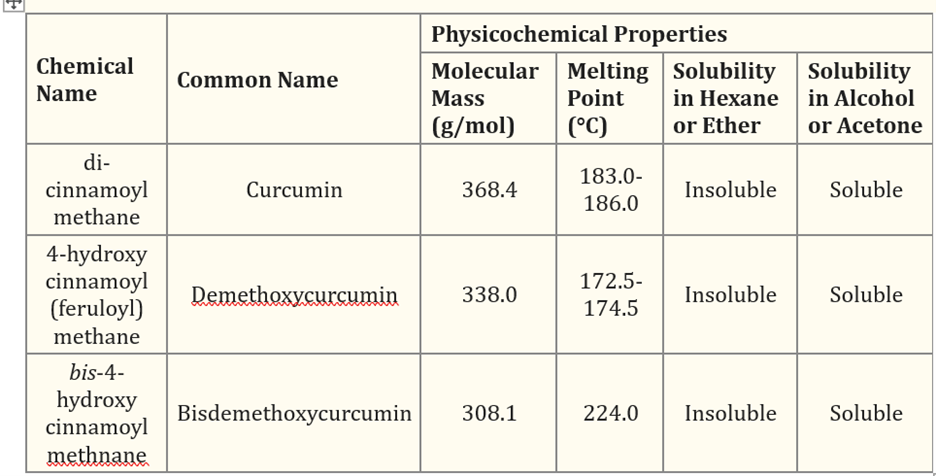 Physicochemical Properties
Chemical
Name
Common Name
Molecular
Mass
(g/mol)
Melting
Point
(°C)
Solubility
in Hexane
or Ether
Solubility
in Alcohol
or Acetone
di-
cinnamoyl
methane
Curcumin
368.4
183.0-
186.0
Insoluble
Soluble
4-hydroxy
cinnamoyl
(feruloyl)
methane
Demethoxycurcumin
338.0
172.5-
174.5
Insoluble
Soluble
bis-4-
hydroxy
cinnamoyl
methnane
Bisdemethoxycurcumin
308.1
224.0
Insoluble
Soluble